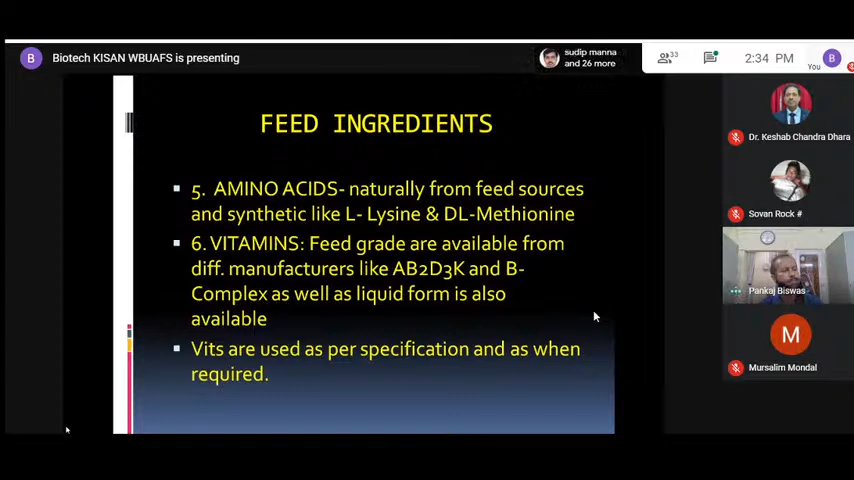 B Biotech KISAN WBUAFS is presenting
sudip manna
and 26 more
33
2:34 PM
You
B
FEED INGREDIENTS
5. AMINO ACIDS- naturally from feed sources
and synthetic like L- Lysine & DL-Methionine
6. VITAMINS: Feed grade are available from
diff. manufacturers like AB2D3K and B-
Complex as well as liquid form is also
available
Vits are used as per specification and as when
required.
Dr. Keshab Chandra Dhara
Sovan Rock #
Pankaj Biswas
M
Mursalim Mondal